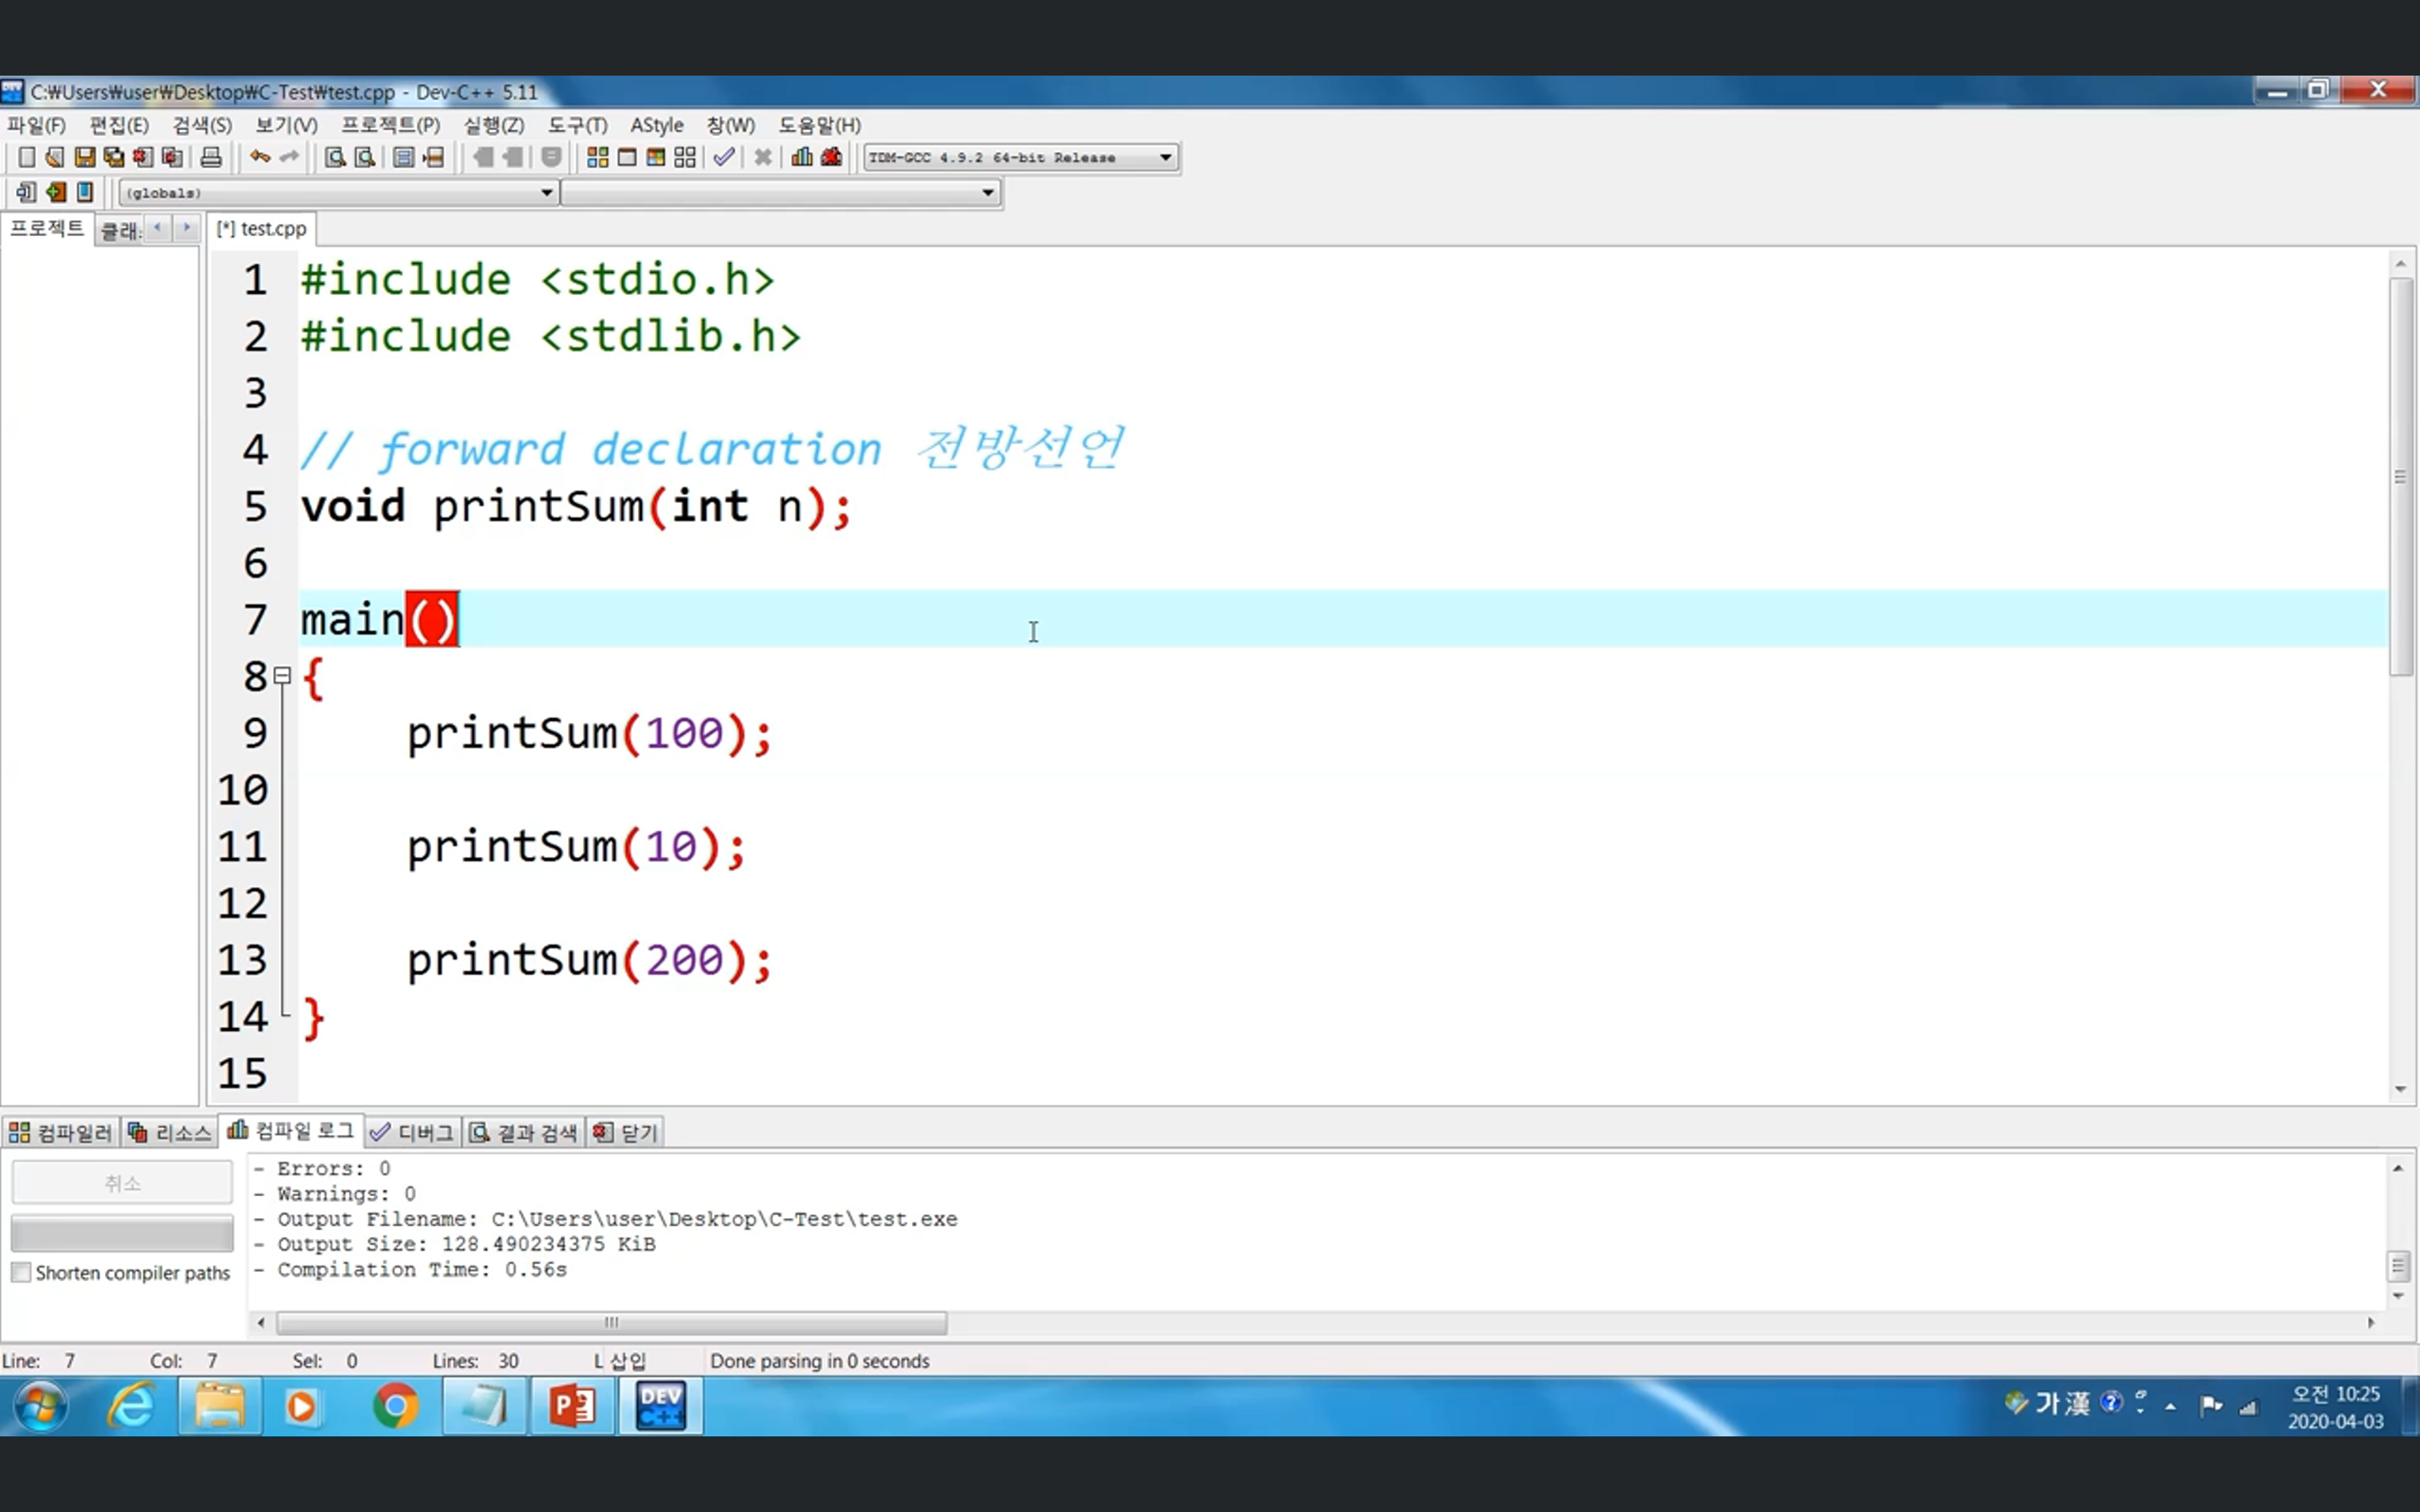 C:₩Users₩user₩Desktop₩C-Test₩test.cpp - Dev-C++ 5.11
파일(F) 편집(E) 검색(S) 보기(V) 프로젝트(P) 실행(Z) 도구(T) AStyle 창(W) 도움말(H)
TDM-GCC 4.9.2 64-bit Release
(globals)
프로젝트 클래 [*] test.cpp
1 #include <stdio.h>
2 #include <stdlib.h>
3
4 // forward declaration 전방선언
5 void printSum(int n);
6
7 main()
8 {
9 printSum(100);
10
11 printSum(10);
12
13 printSum(200);
14 }
15
컴파일러 리소스 컴파일 로그 디버그 결과 검색 닫기
취소
Shorten compiler paths
- Errors: 0
- Warnings: 0
- Output Filename: C:\Users\user\Desktop\C-Test\test.exe
- Output Size: 128.490234375 KiB
- Compilation Time: 0.56s
Line: 7 Col: 7 Sel: 0 Lines: 30 L 삽입 Done parsing in 0 seconds
DEV C++
가 漢
오전 10:25
2020-04-03